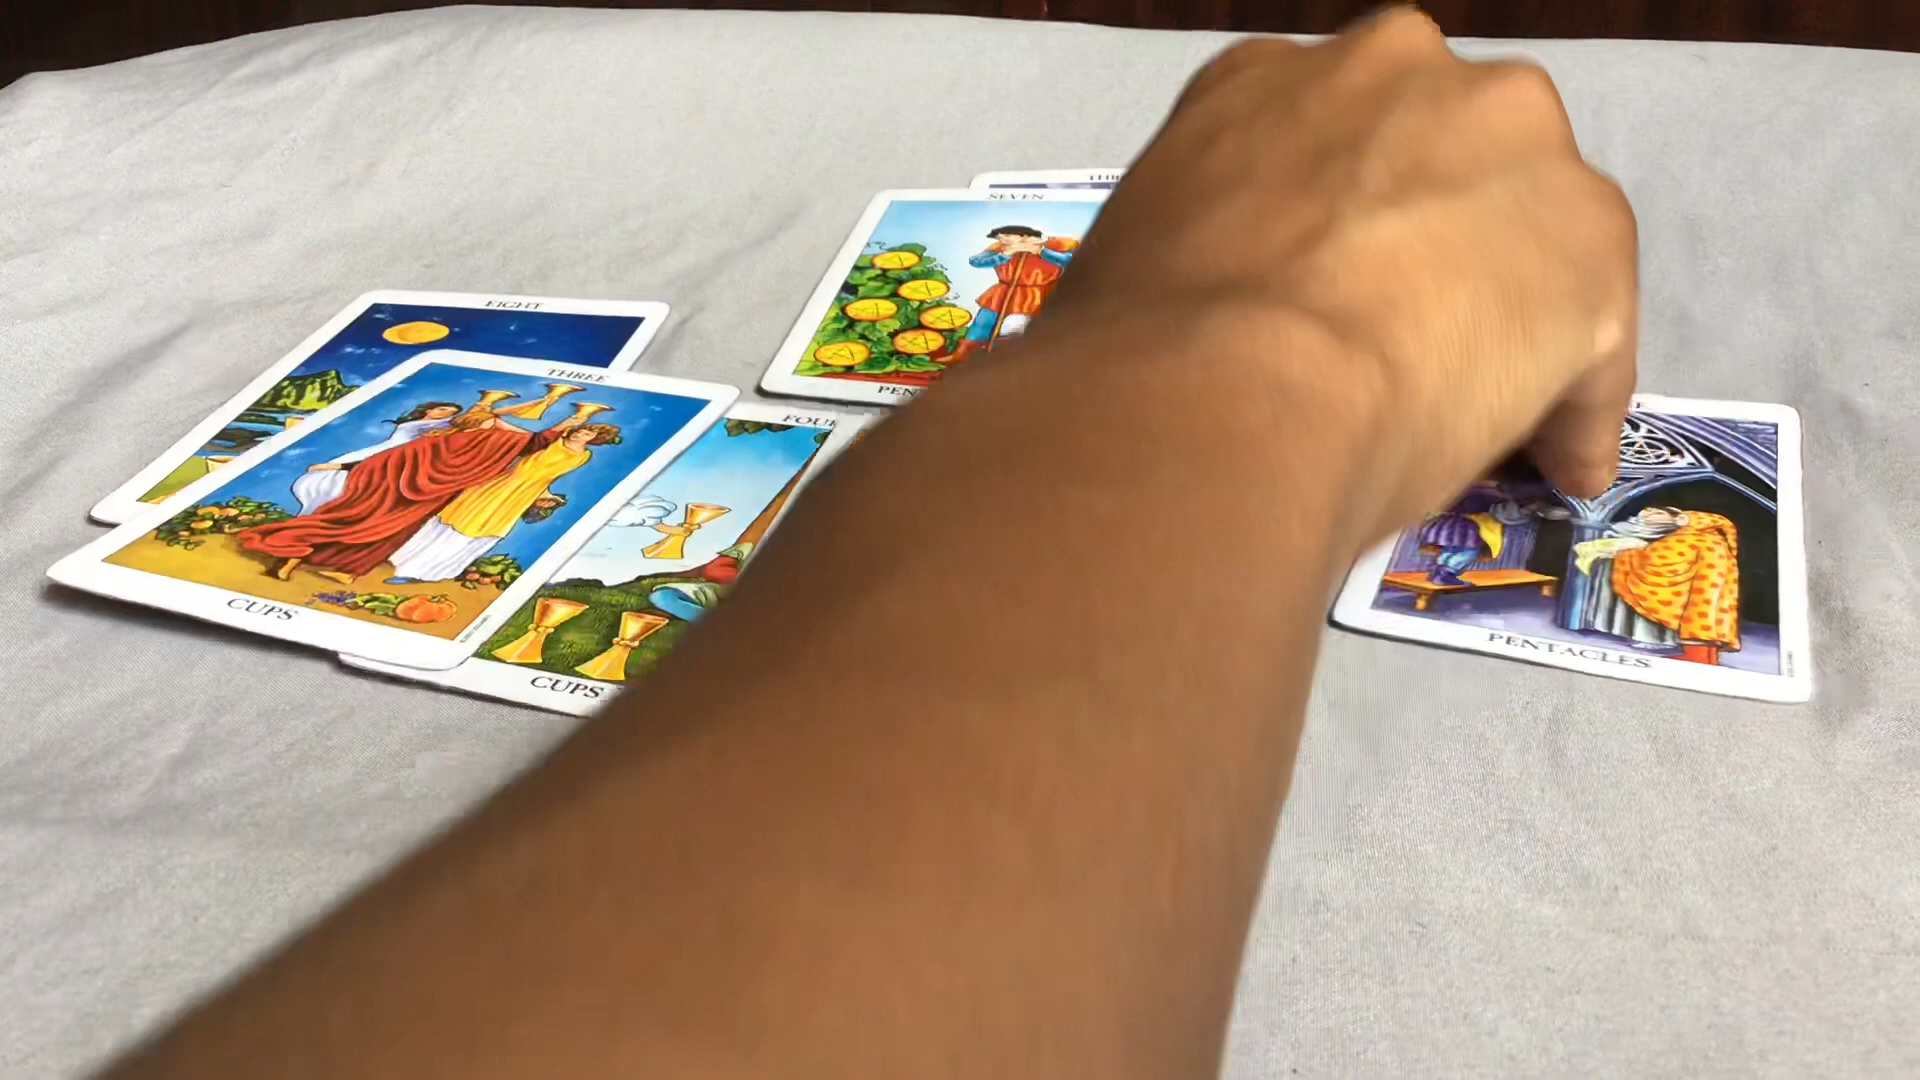 SEVEN
EIGHT
THREE
FOUR
CUPS
CUPS
PENTACLES